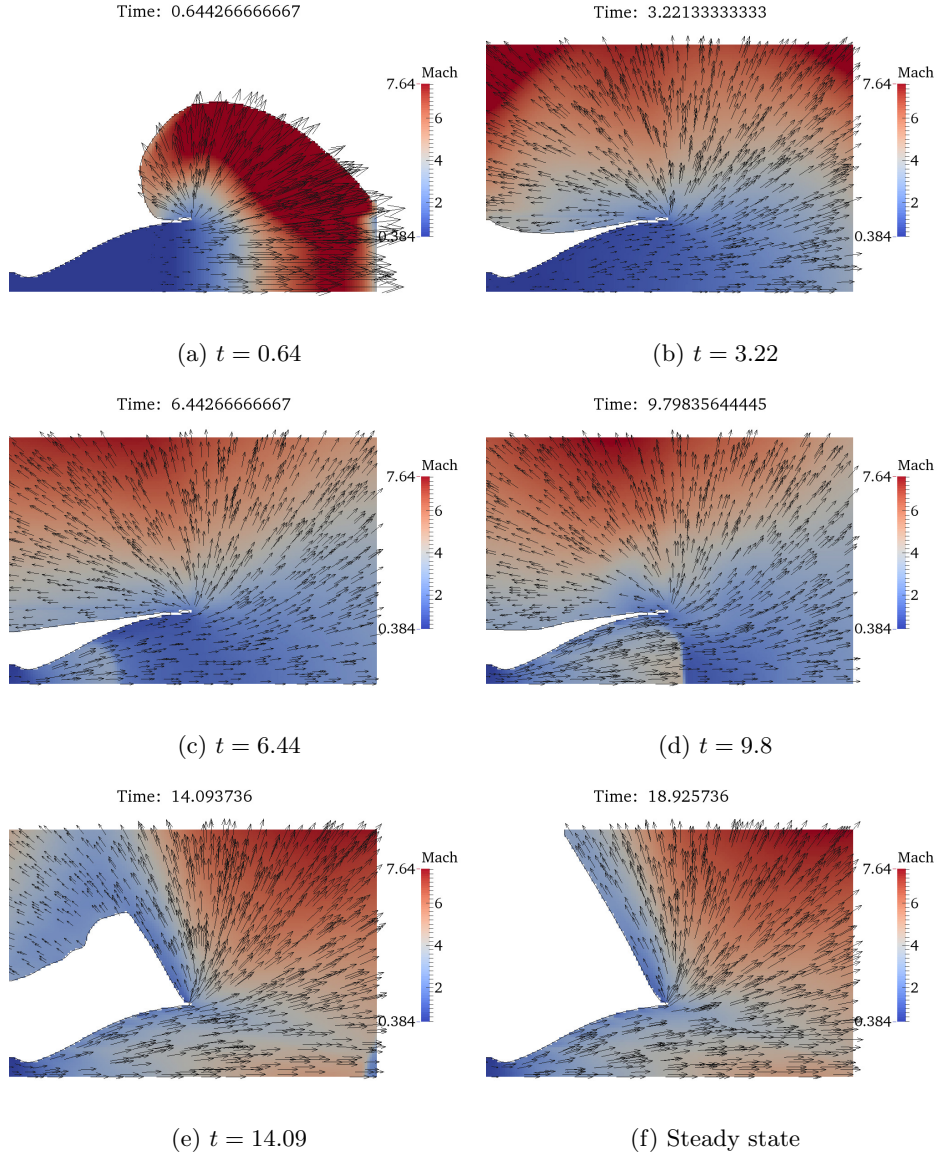 Time: 0.644266666667
Mach
7.64
6
4
2
0.384
(a) t = 0.64
Time: 3.22133333333
Mach
7.64
6
4
2
0.384
(b) t = 3.22
Time: 6.44266666667
Mach
7.64
6
4
2
0.384
(c) t = 6.44
Time: 9.79835644445
Mach
7.64
6
4
2
0.384
(d) t = 9.8
Time: 14.093736
Mach
7.64
6
4
2
0.384
(e) t = 14.09
Time: 18.925736
Mach
7.64
6
4
2
0.384
(f) Steady state